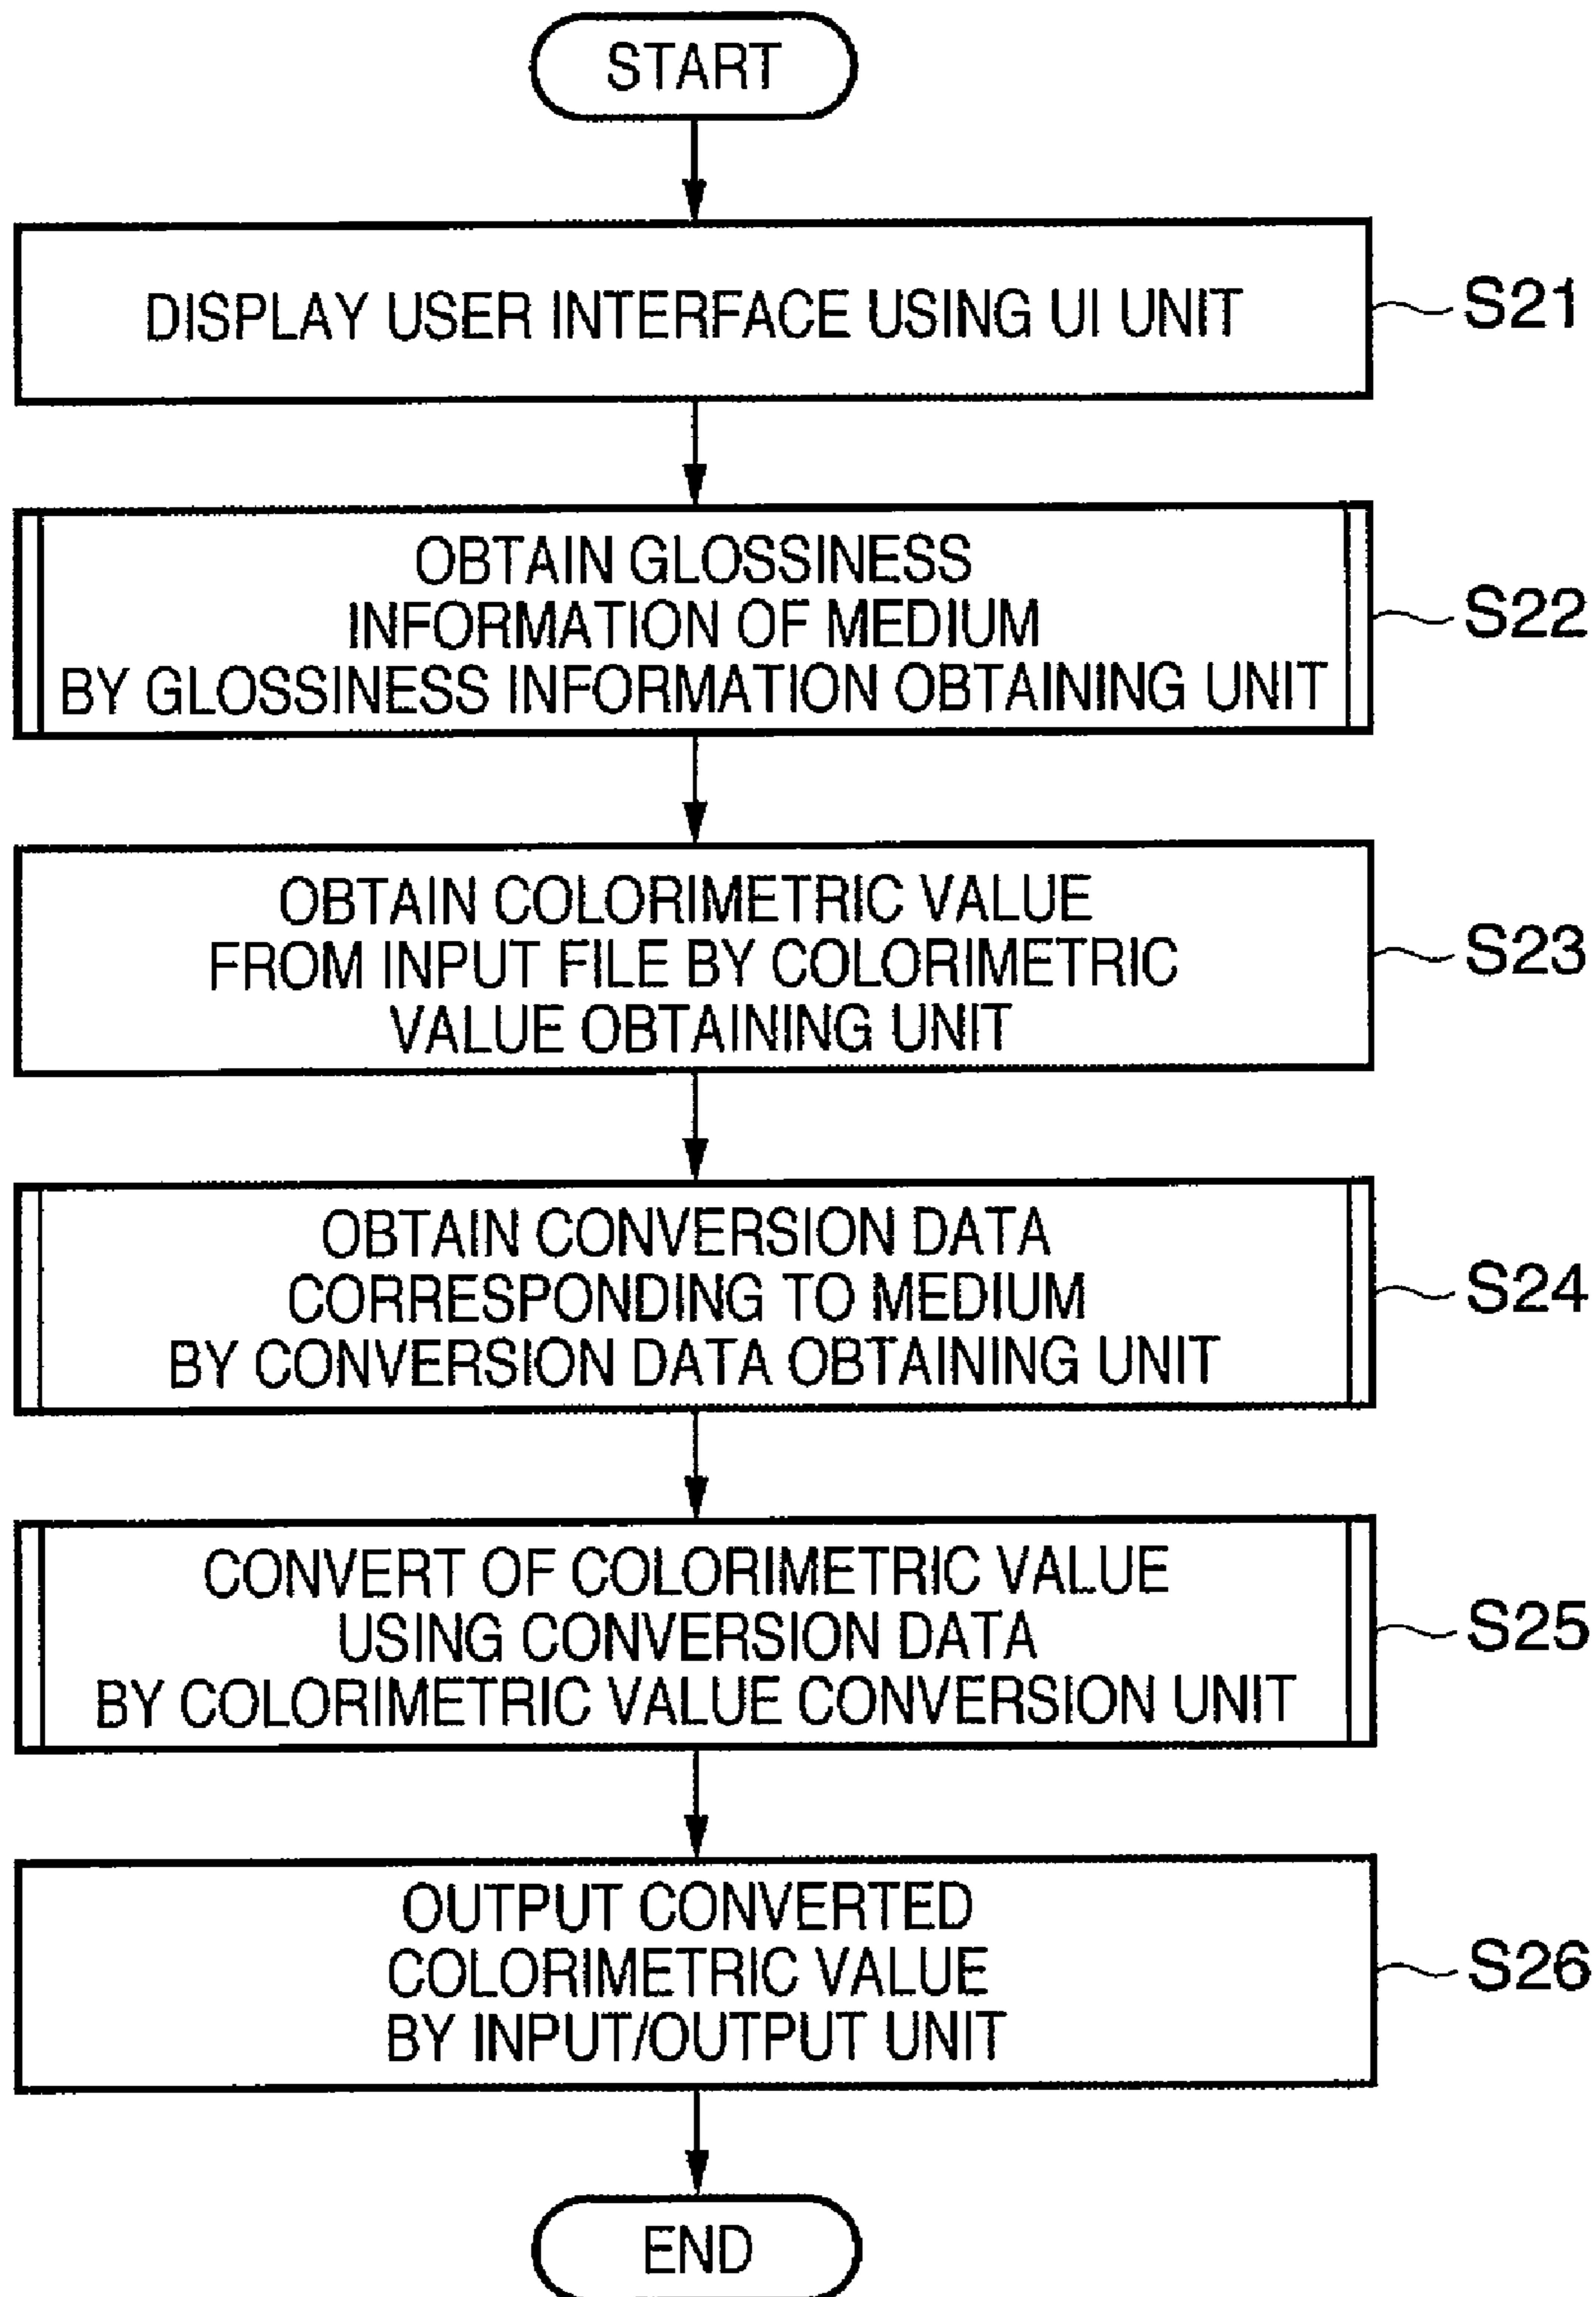 START
DISPLAY USER INTERFACE USING UI UNIT
S21
OBTAIN GLOSSINESS
INFORMATION OF MEDIUM
BY GLOSSINESS INFORMATION OBTAINING UNIT
S22
OBTAIN COLORIMETRIC VALUE
FROM INPUT FILE BY COLORIMETRIC
VALUE OBTAINING UNIT
S23
OBTAIN CONVERSION DATA
CORRESPONDING TO MEDIUM
BY CONVERSION DATA OBTAINING UNIT
S24
CONVERT OF COLORIMETRIC VALUE
USING CONVERSION DATA
BY COLORIMETRIC VALUE CONVERSION UNIT
S25
OUTPUT CONVERTED
COLORIMETRIC VALUE
BY INPUT/OUTPUT UNIT
S26
END